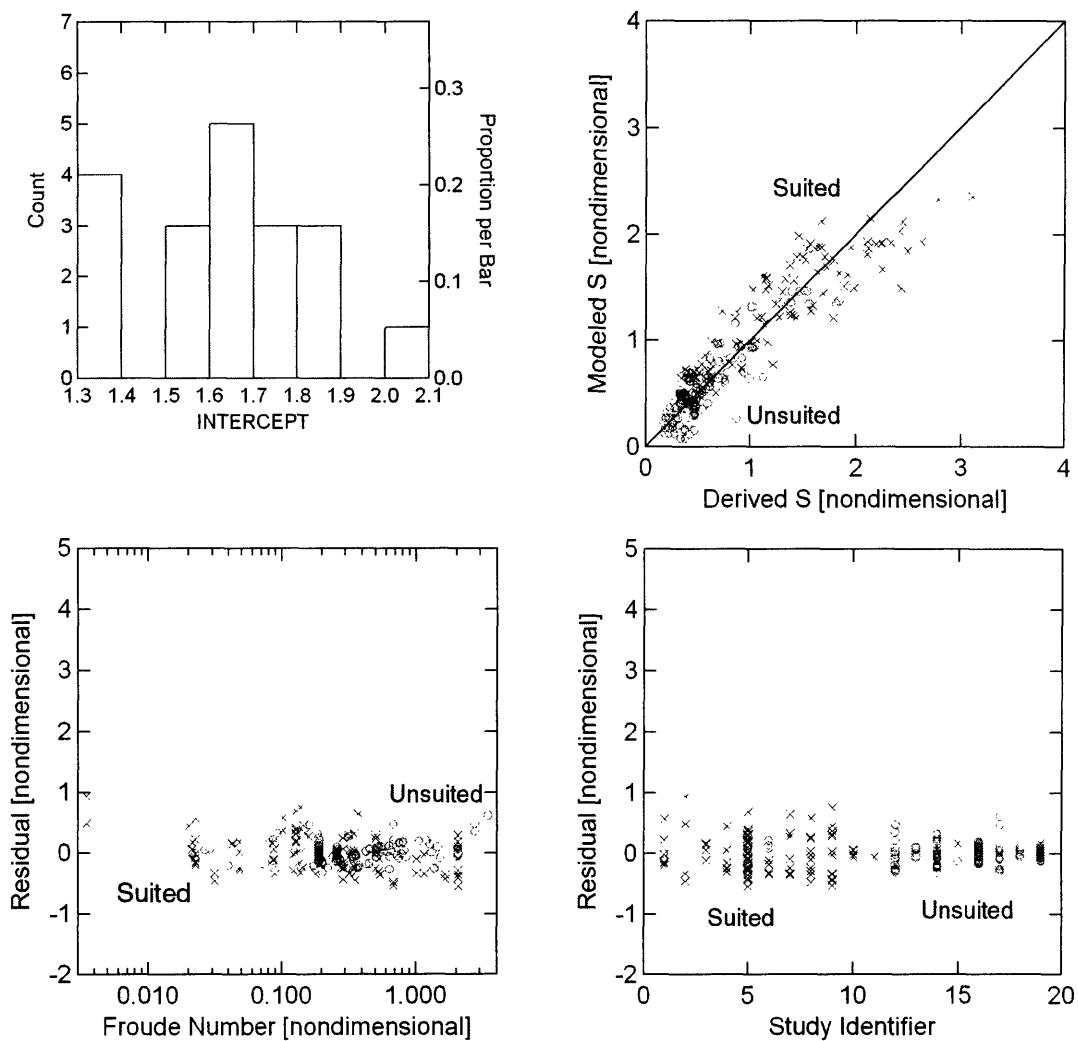 7
6
5
4
3
2
1
0
Count
0.3
0.2
0.1
0.0
Proportion per Bar
1.3 1.4 1.5 1.6 1.7 1.8 1.9 2.0 2.1
INTERCEPT
4
3
2
1
0
Modeled S [nondimensional]
Suited
Unsuited
0 1 2 3 4
Derived S [nondimensional]
5
4
3
2
1
0
-1
-2
Residual [nondimensional]
Unsuited
Suited
0.010 0.100 1.000
Froude Number [nondimensional]
5
4
3
2
1
0
-1
-2
Residual [nondimensional]
Suited
Unsuited
0 5 10 15 20
Study Identifier